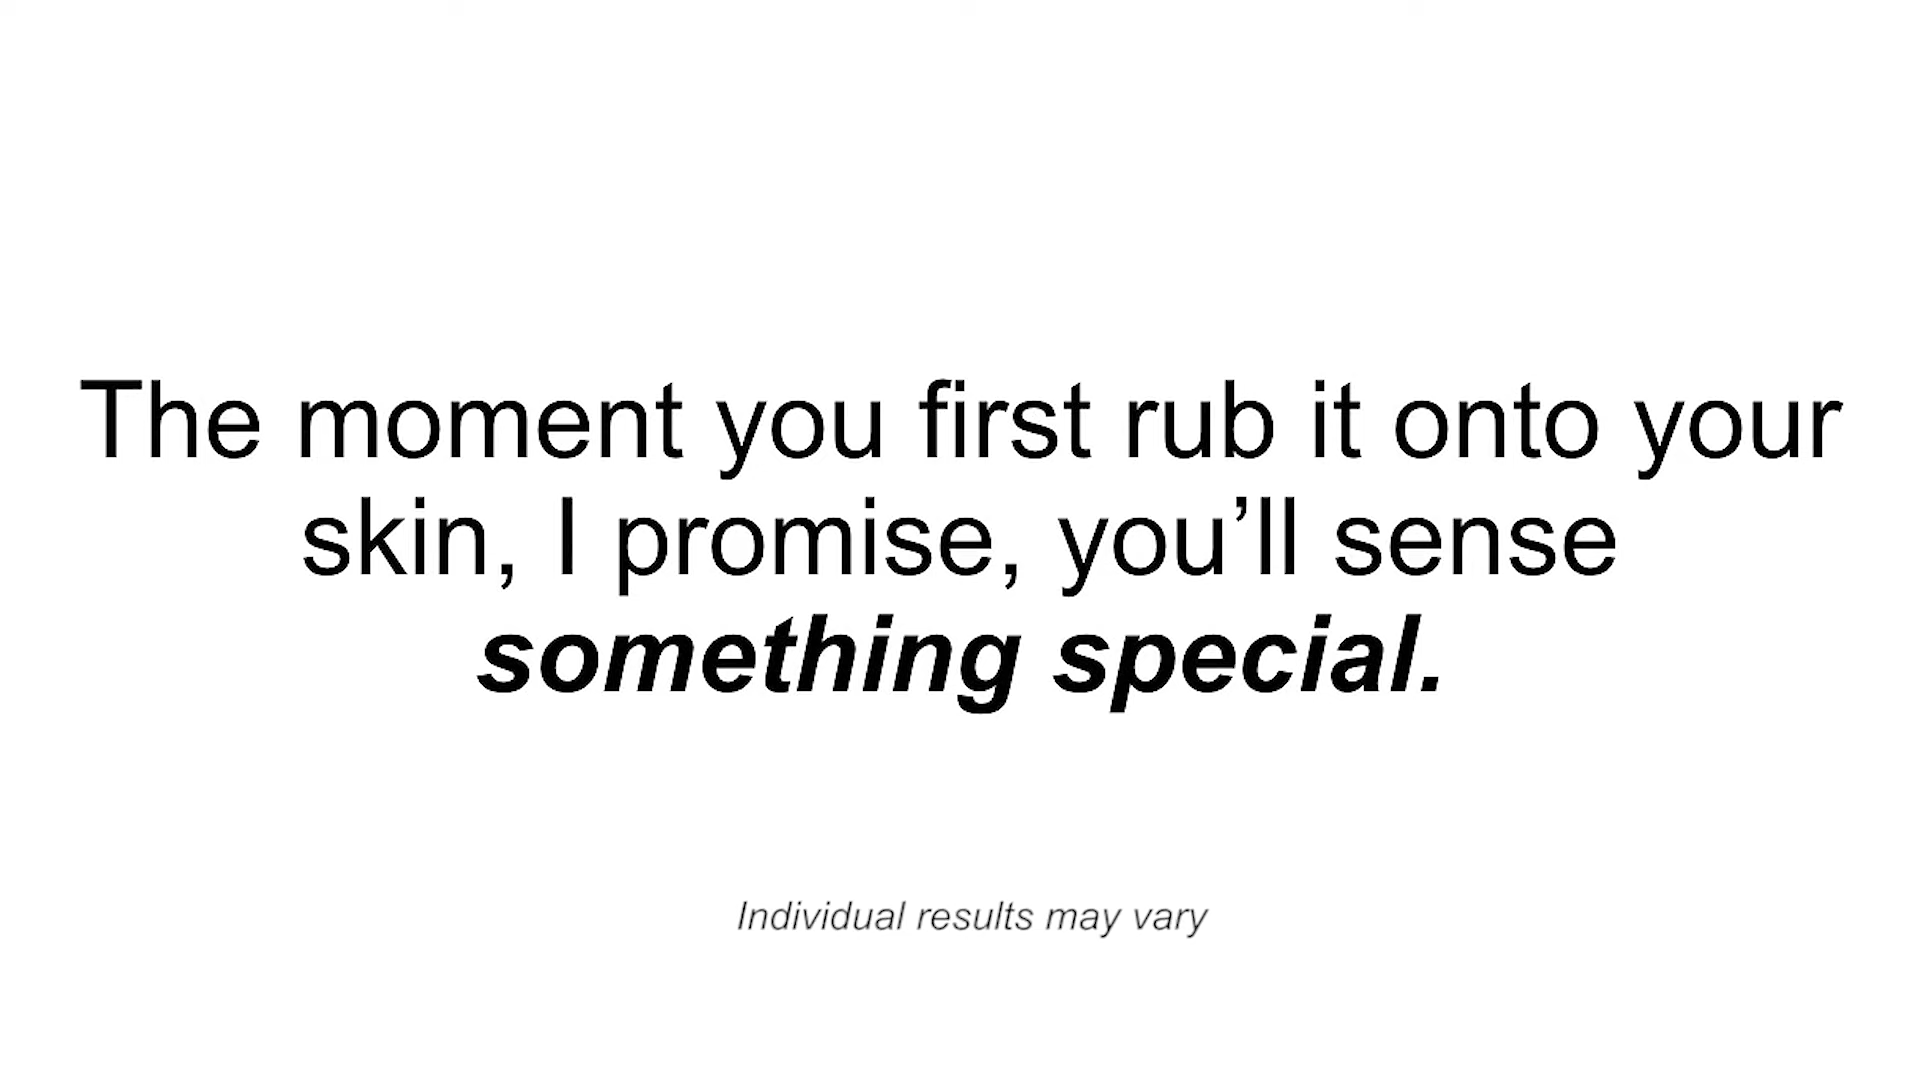 The moment you first rub it onto your
skin, I promise, you’ll sense
something special.
Individual results may vary